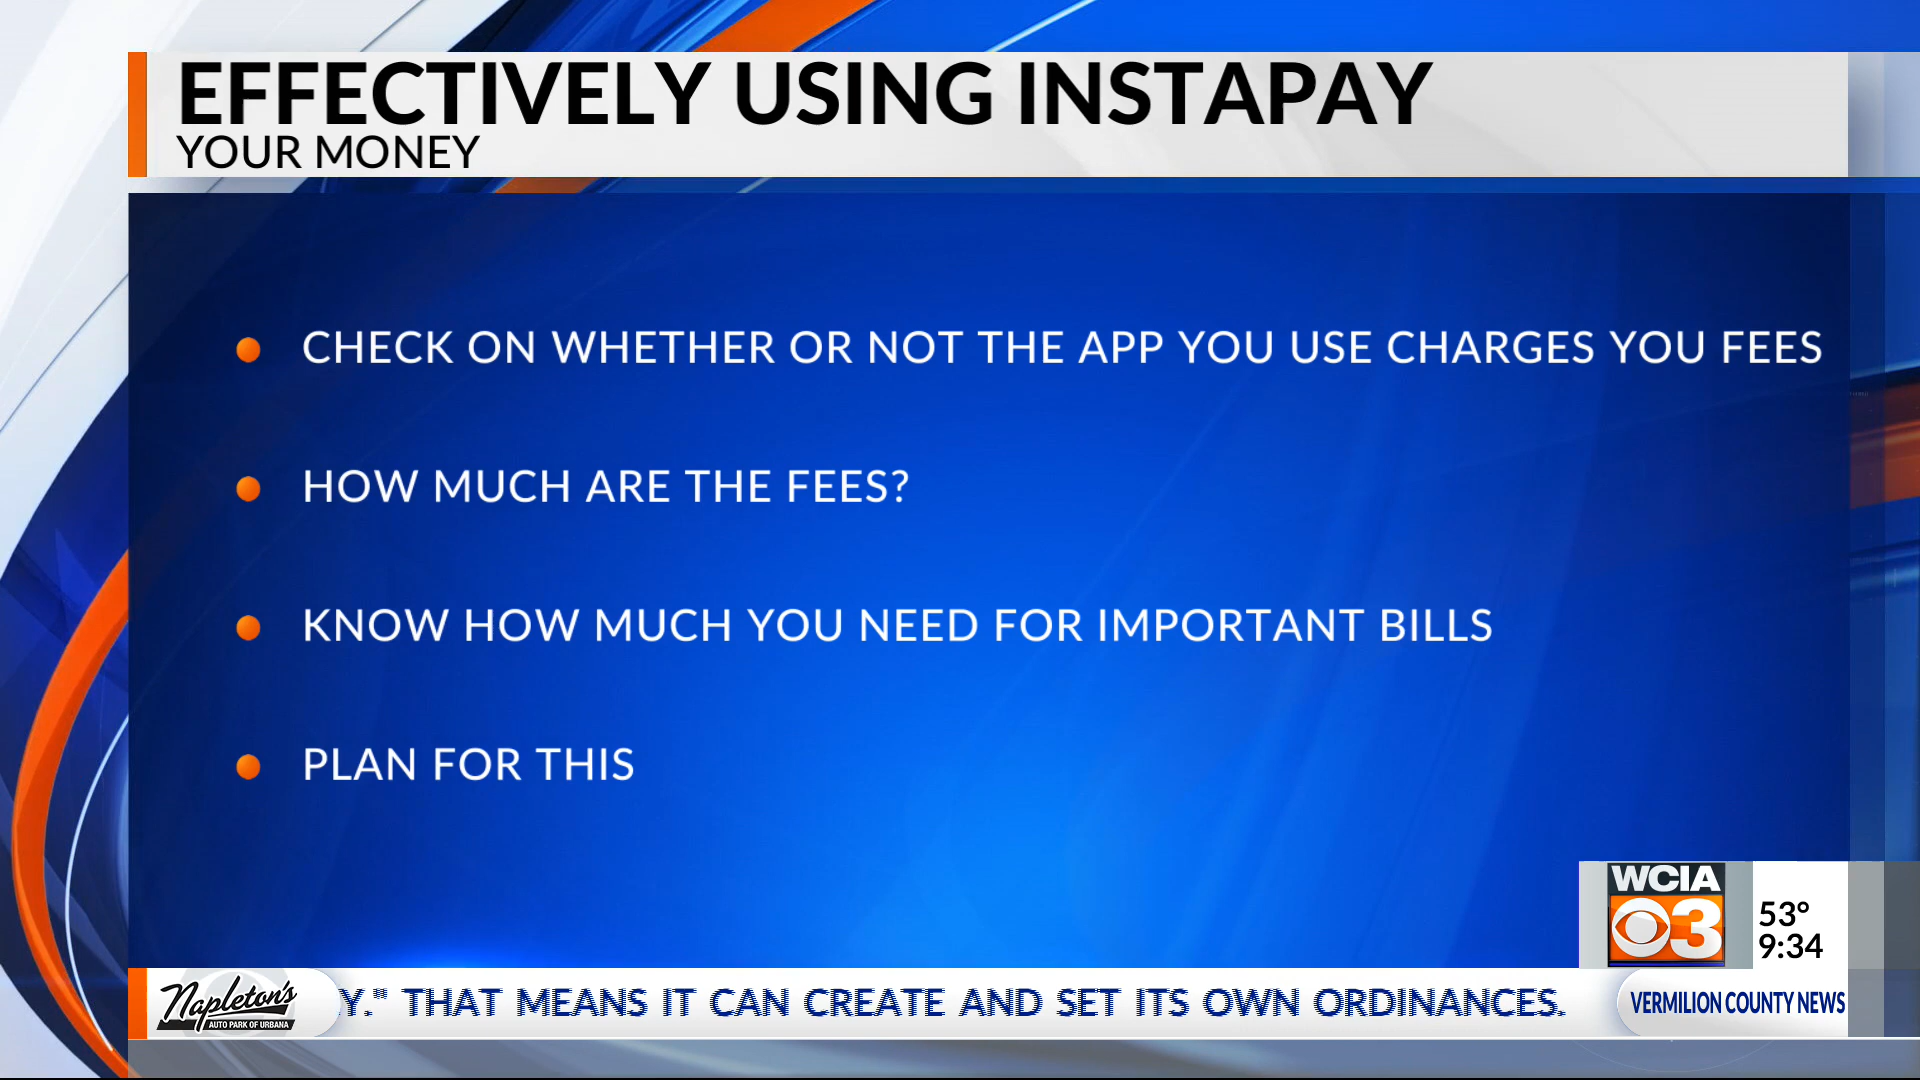 EFFECTIVELY USING INSTAPAY
YOUR MONEY
CHECK ON WHETHER OR NOT THE APP YOU USE CHARGES YOU FEES
HOW MUCH ARE THE FEES?
KNOW HOW MUCH YOU NEED FOR IMPORTANT BILLS
PLAN FOR THIS
WCIA
3
53°
9:34
Napleton's
AUTO PARK OF URBANA
Y." THAT MEANS IT CAN CREATE AND SET ITS OWN ORDINANCES.
VERMILION COUNTY NEWS